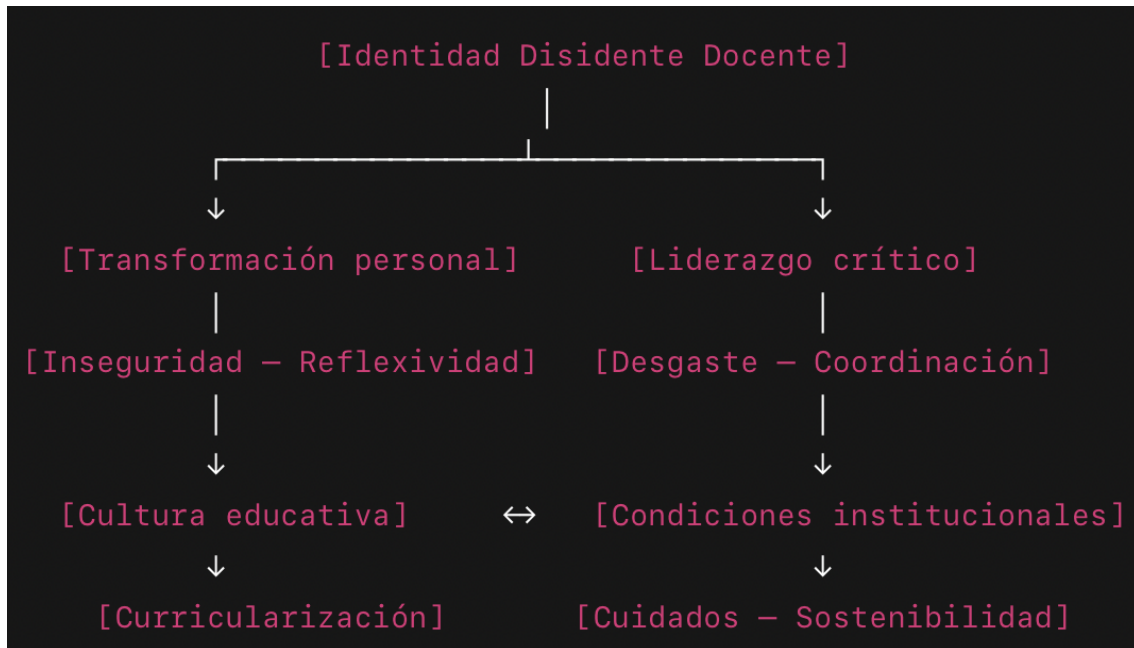 [Identidad Disidente Docente]
[Transformación personal] [Liderazgo crítico]
[Inseguridad — Reflexividad] [Desgaste — Coordinación]
[Cultura educativa] ↔ [Condiciones institucionales]
[Curricularización] [Cuidados — Sostenibilidad]